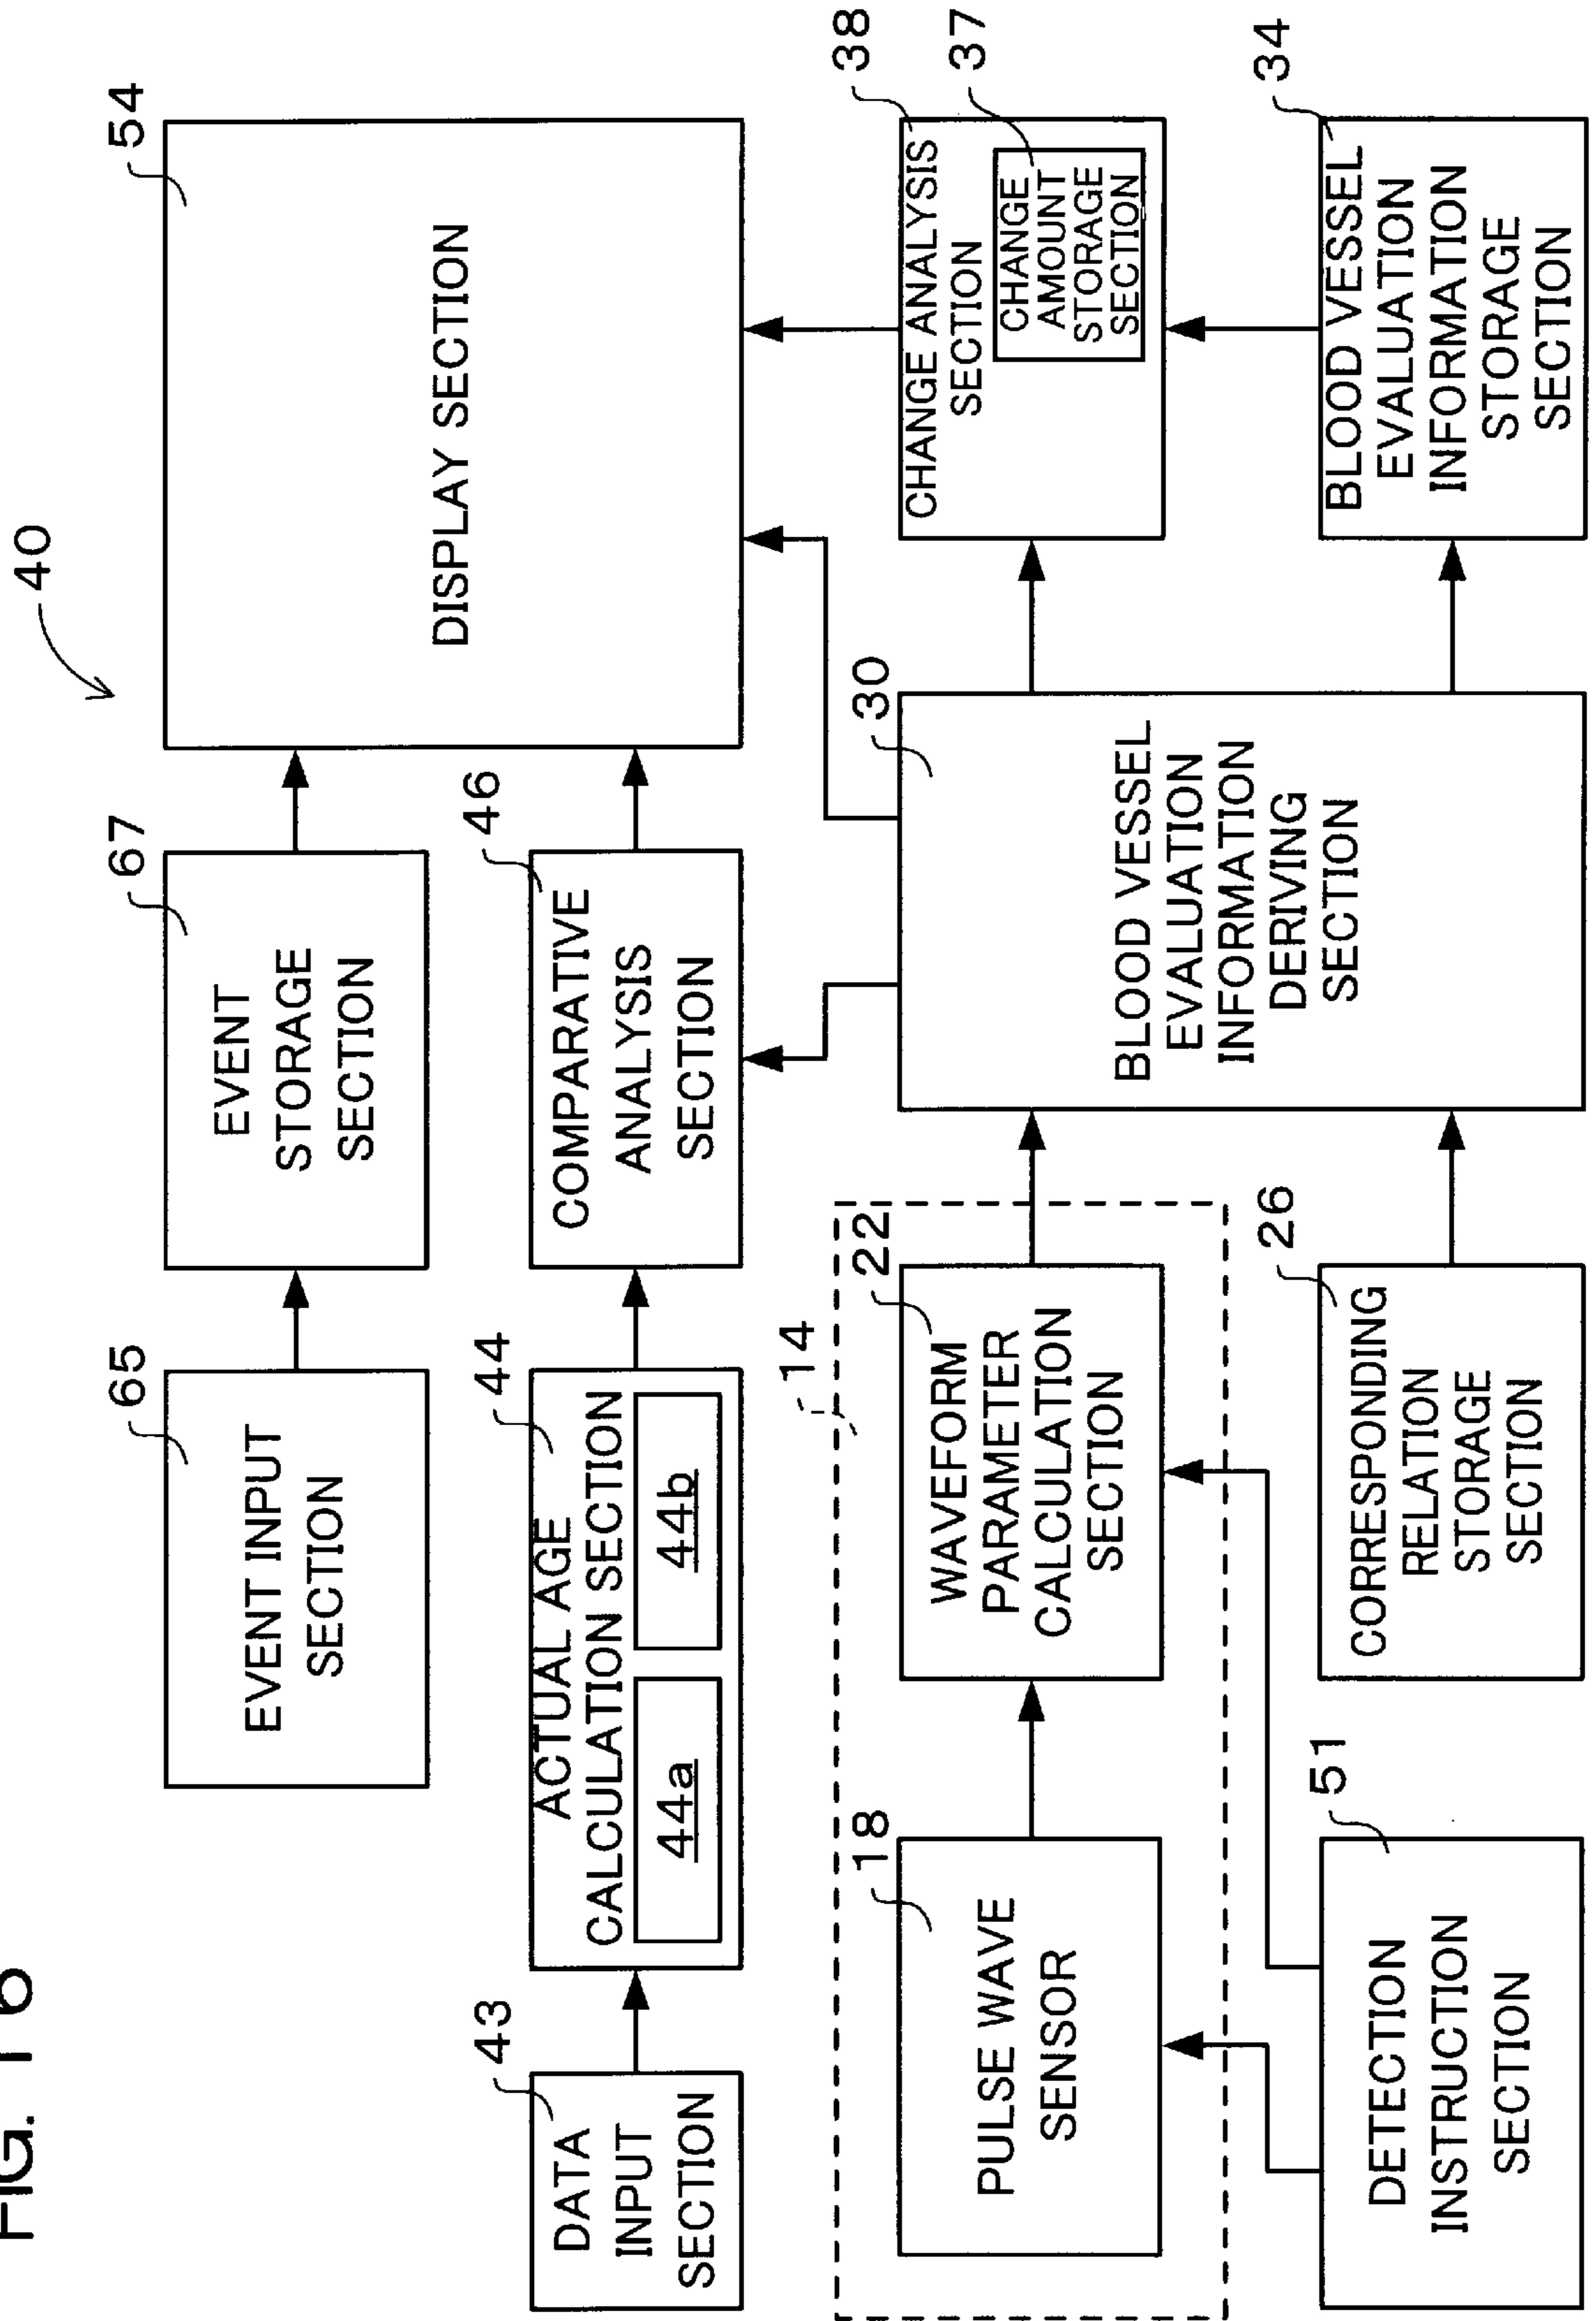 FIG. 16
40
65
EVENT INPUT
SECTION
67
EVENT
STORAGE
SECTION
54
DISPLAY SECTION
43
DATA
INPUT
SECTION
44
ACTUAL AGE
CALCULATION SECTION
44a
44b
46
COMPARATIVE
ANALYSIS
SECTION
14
18
PULSE WAVE
SENSOR
22
WAVEFORM
PARAMETER
CALCULATION
SECTION
30
BLOOD VESSEL
EVALUATION
INFORMATION
DERIVING
SECTION
38
CHANGE ANALYSIS
SECTION
37
CHANGE
AMOUNT
STORAGE
SECTION
51
DETECTION
INSTRUCTION
SECTION
26
CORRESPONDING
RELATION
STORAGE
SECTION
34
BLOOD VESSEL
EVALUATION
INFORMATION
STORAGE
SECTION